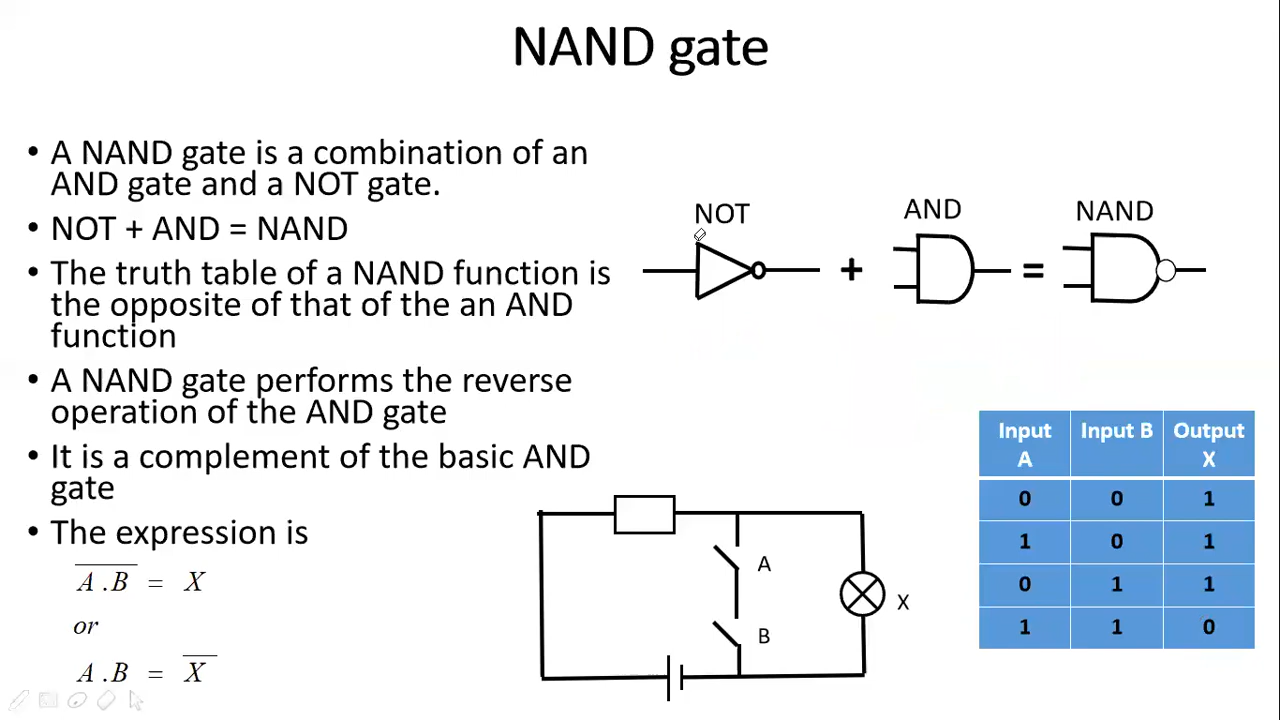 NAND gate
• A NAND gate is a combination of an
AND gate and a NOT gate.
• NOT + AND = NAND
• The truth table of a NAND function is
the opposite of that of the an AND
function
• A NAND gate performs the reverse
operation of the AND gate
• It is a complement of the basic AND
gate
• The expression is
A̅ ̅.̅B̅ = X
or
A .B = X̅
NOT
AND
NAND
+
=
A
B
X
Input A Input B Output X
0 0 1
1 0 1
0 1 1
1 1 0